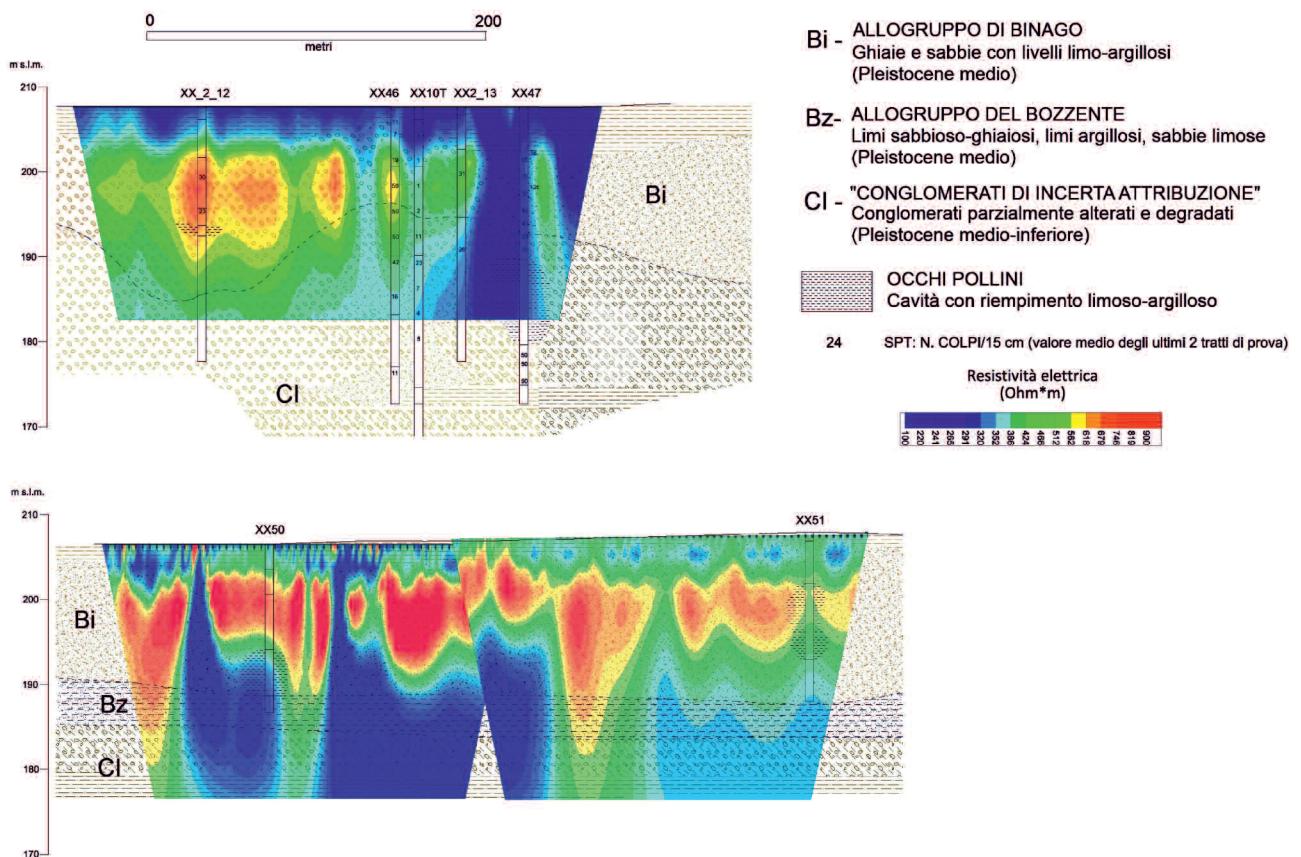 0 200
metri
m s.l.m.
210
200
190
180
170
XX_2_12 XX46 XX10T XX2_13 XX47
Bi
Cl
Bi - ALLOGRUPPO DI BINAGO
Ghiaie e sabbie con livelli limo-argillosi
(Pleistocene medio)
Bz- ALLOGRUPPO DEL BOZZENTE
Limi sabbioso-ghiaiosi, limi argillosi, sabbie limose
(Pleistocene medio)
Cl - "CONGLOMERATI DI INCERTA ATTRIBUZIONE"
Conglomerati parzialmente alterati e degradati
(Pleistocene medio-inferiore)
OCCHI POLLINI
Cavità con riempimento limoso-argilloso
24 SPT: N. COLPI/15 cm (valore medio degli ultimi 2 tratti di prova)
Resistività elettrica
(Ohm*m)
100 220 241 265 291 320 352 386 424 466 512 562 618 679 746 819 900
m s.l.m.
210
200
190
180
170
XX50 XX51
Bi
Bz
Cl